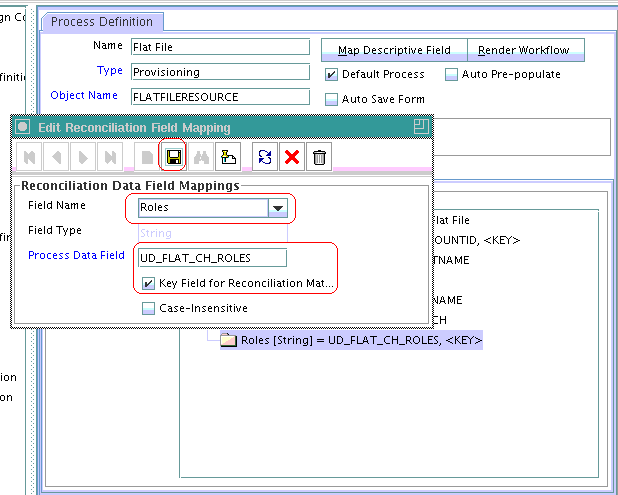 gn Co
Process Definition
Name Flat File
Map Descriptive Field Render Workflow
Type Provisioning
Default Process Auto Pre-populate
Object Name FLATFILERESOURCE
Auto Save Form
Edit Reconciliation Field Mapping
Reconciliation Data Field Mappings
Field Name Roles
Field Type String
Process Data Field UD_FLAT_CH_ROLES
Key Field for Reconciliation Mat...
Case-Insensitive
Flat File
OUNTID, <KEY>
TNAME
NAME
CH
Roles [String] = UD_FLAT_CH_ROLES, <KEY>
ion
on